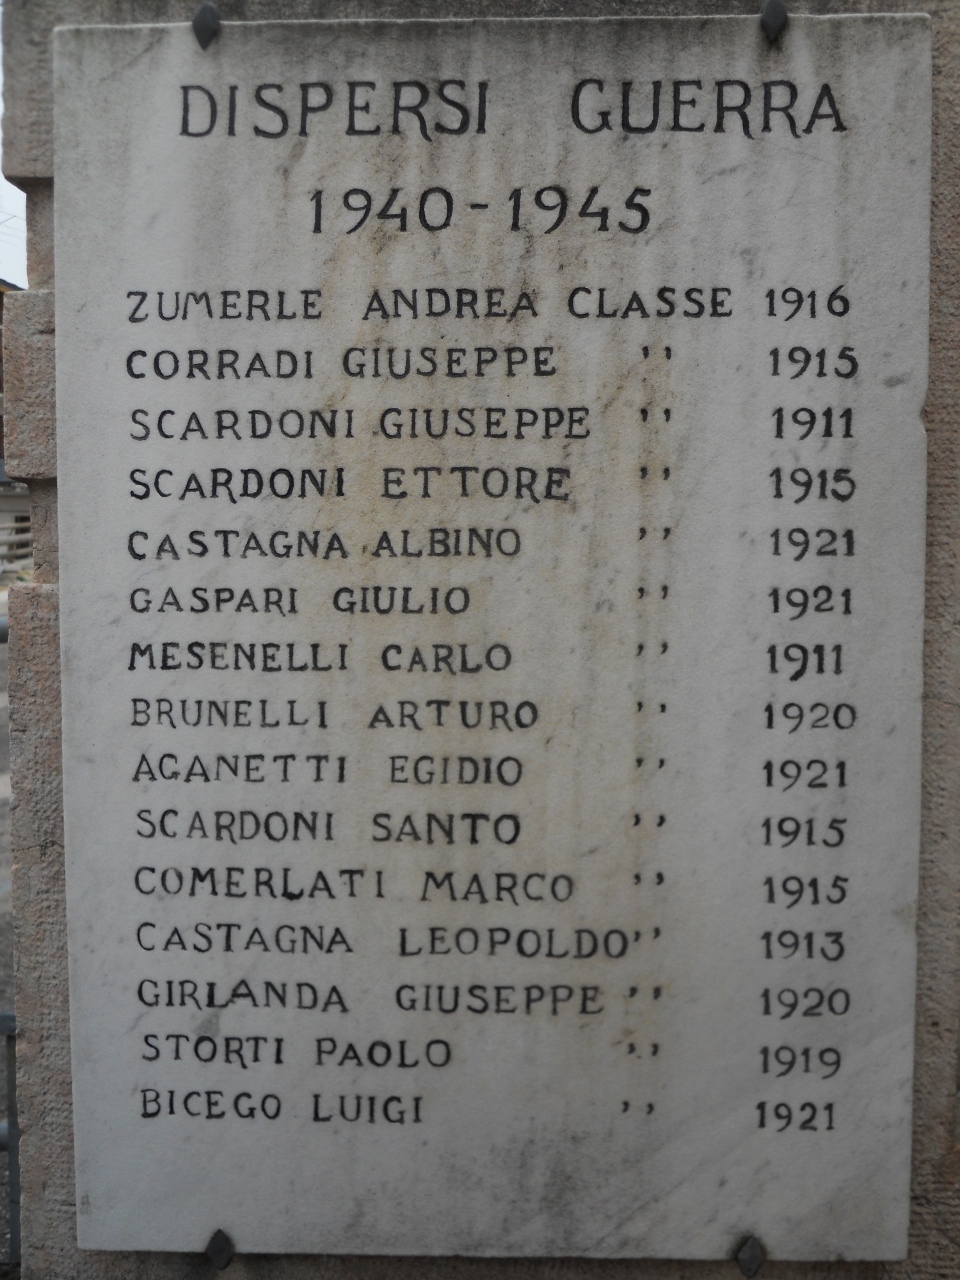 DISPERSI GUERRA
1940-1945
ZUMERLE ANDREA CLASSE 1916
CORRADI GIUSEPPE '' 1915
SCARDONI GIUSEPPE '' 1911
SCARDONI ETTORE '' 1915
CASTAGNA ALBINO '' 1921
GASPARI GIULIO '' 1921
MESENELLI CARLO '' 1911
BRUNELLI ARTURO '' 1920
AGANETTI EGIDIO '' 1921
SCARDONI SANTO '' 1915
COMERLATI MARCO '' 1915
CASTAGNA LEOPOLDO '' 1913
GIRLANDA GIUSEPPE '' 1920
STORTI PAOLO '' 1919
BICEGO LUIGI '' 1921